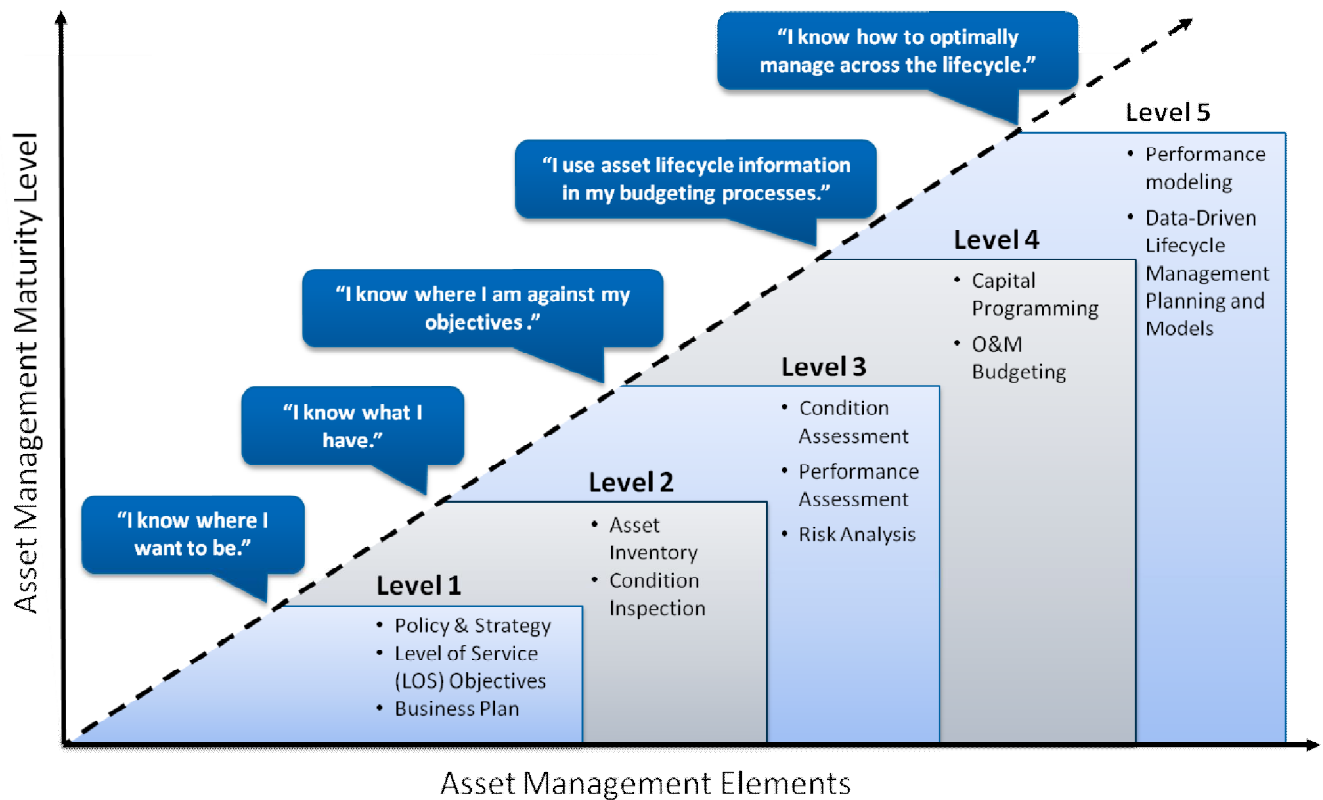 “I know how to optimally
manage across the lifecycle.”
Level 5
• Performance
modeling
• Data-Driven
Lifecycle
Management
Planning and
Models
“I use asset lifecycle information
in my budgeting processes.”
Level 4
• Capital
Programming
• O&M
Budgeting
“I know where I am against my
objectives .”
Level 3
• Condition
Assessment
• Performance
Assessment
• Risk Analysis
“I know what I
have.”
Level 2
• Asset
Inventory
• Condition
Inspection
“I know where I
want to be.”
Level 1
• Policy & Strategy
• Level of Service
(LOS) Objectives
• Business Plan
Asset Management Maturity Level
Asset Management Elements